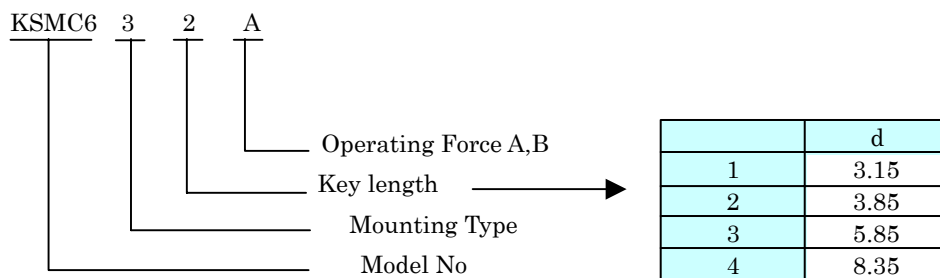 KSMC6 3 2 A
Operating Force A,B
Key length
Mounting Type
Model No
d
1 3.15
2 3.85
3 5.85
4 8.35